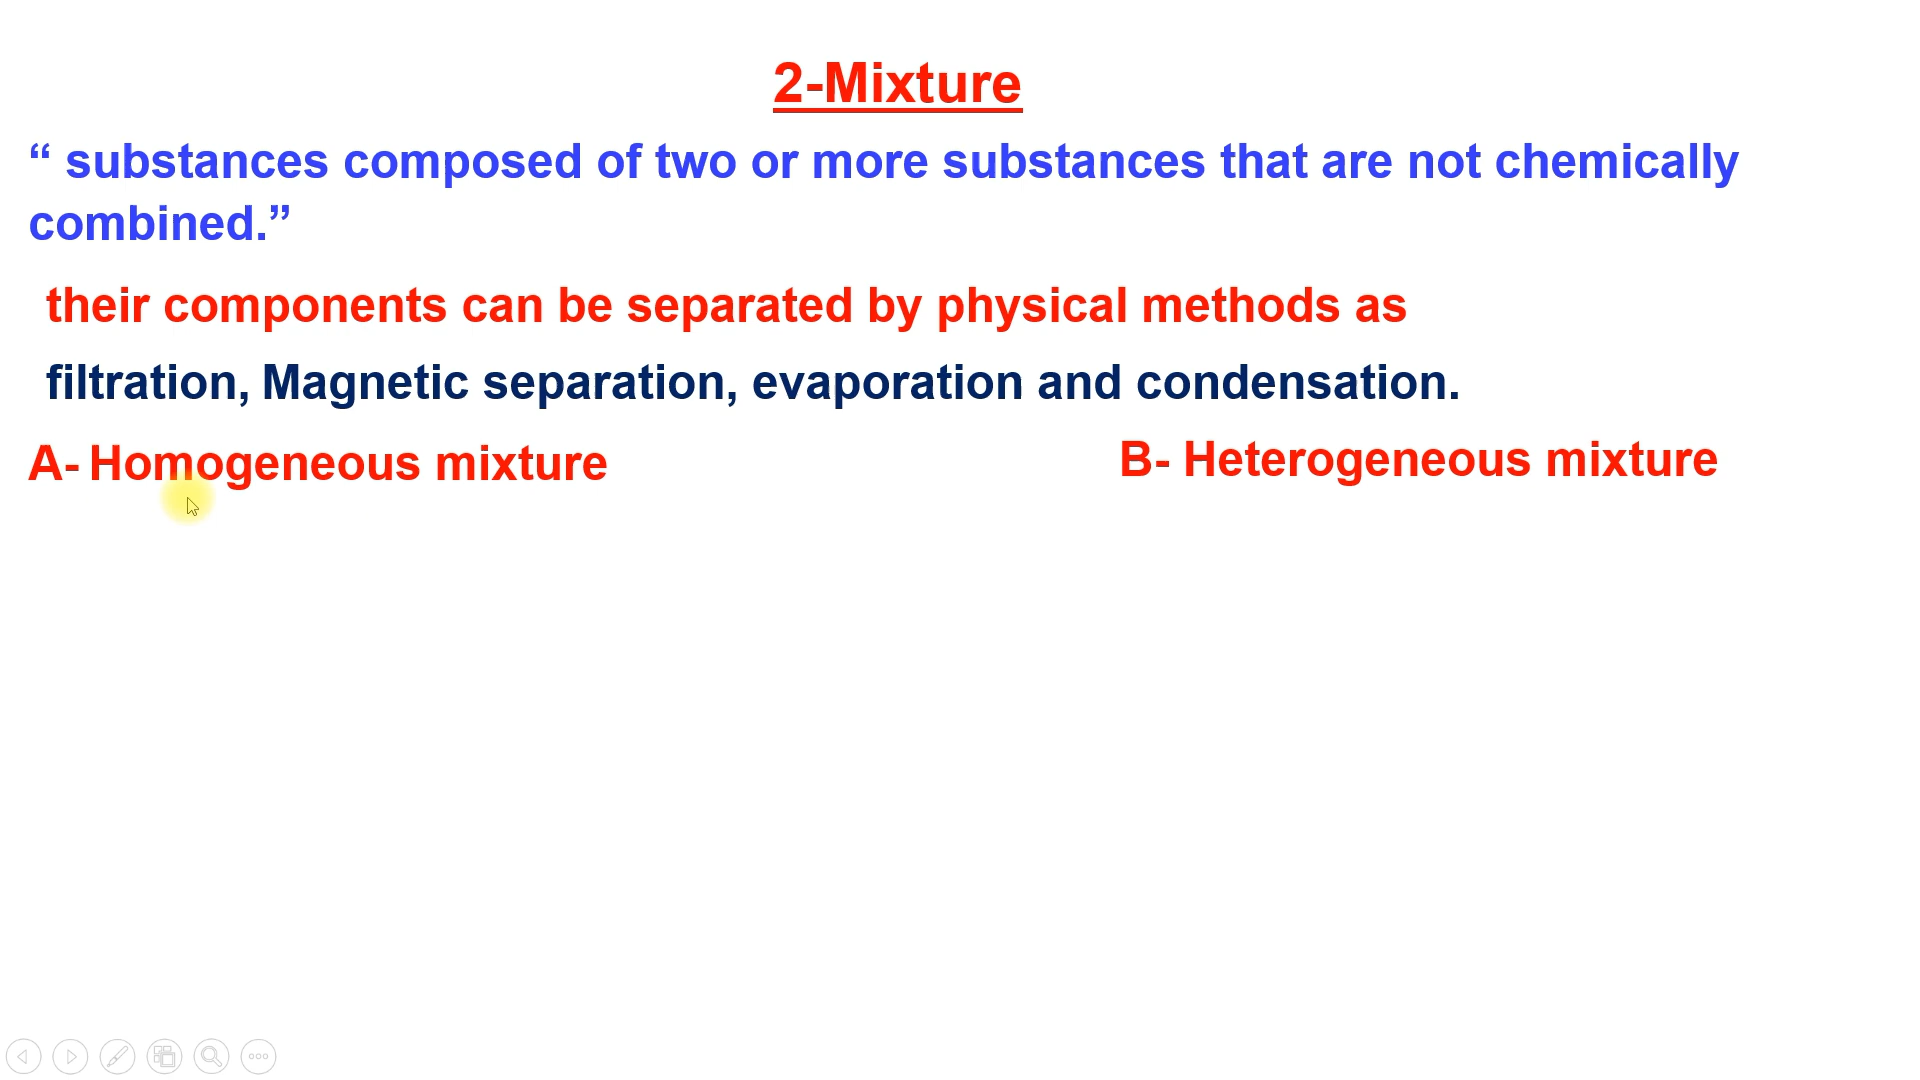 2-Mixture
“ substances composed of two or more substances that are not chemically
combined.”
their components can be separated by physical methods as
filtration, Magnetic separation, evaporation and condensation.
A- Homogeneous mixture
B- Heterogeneous mixture